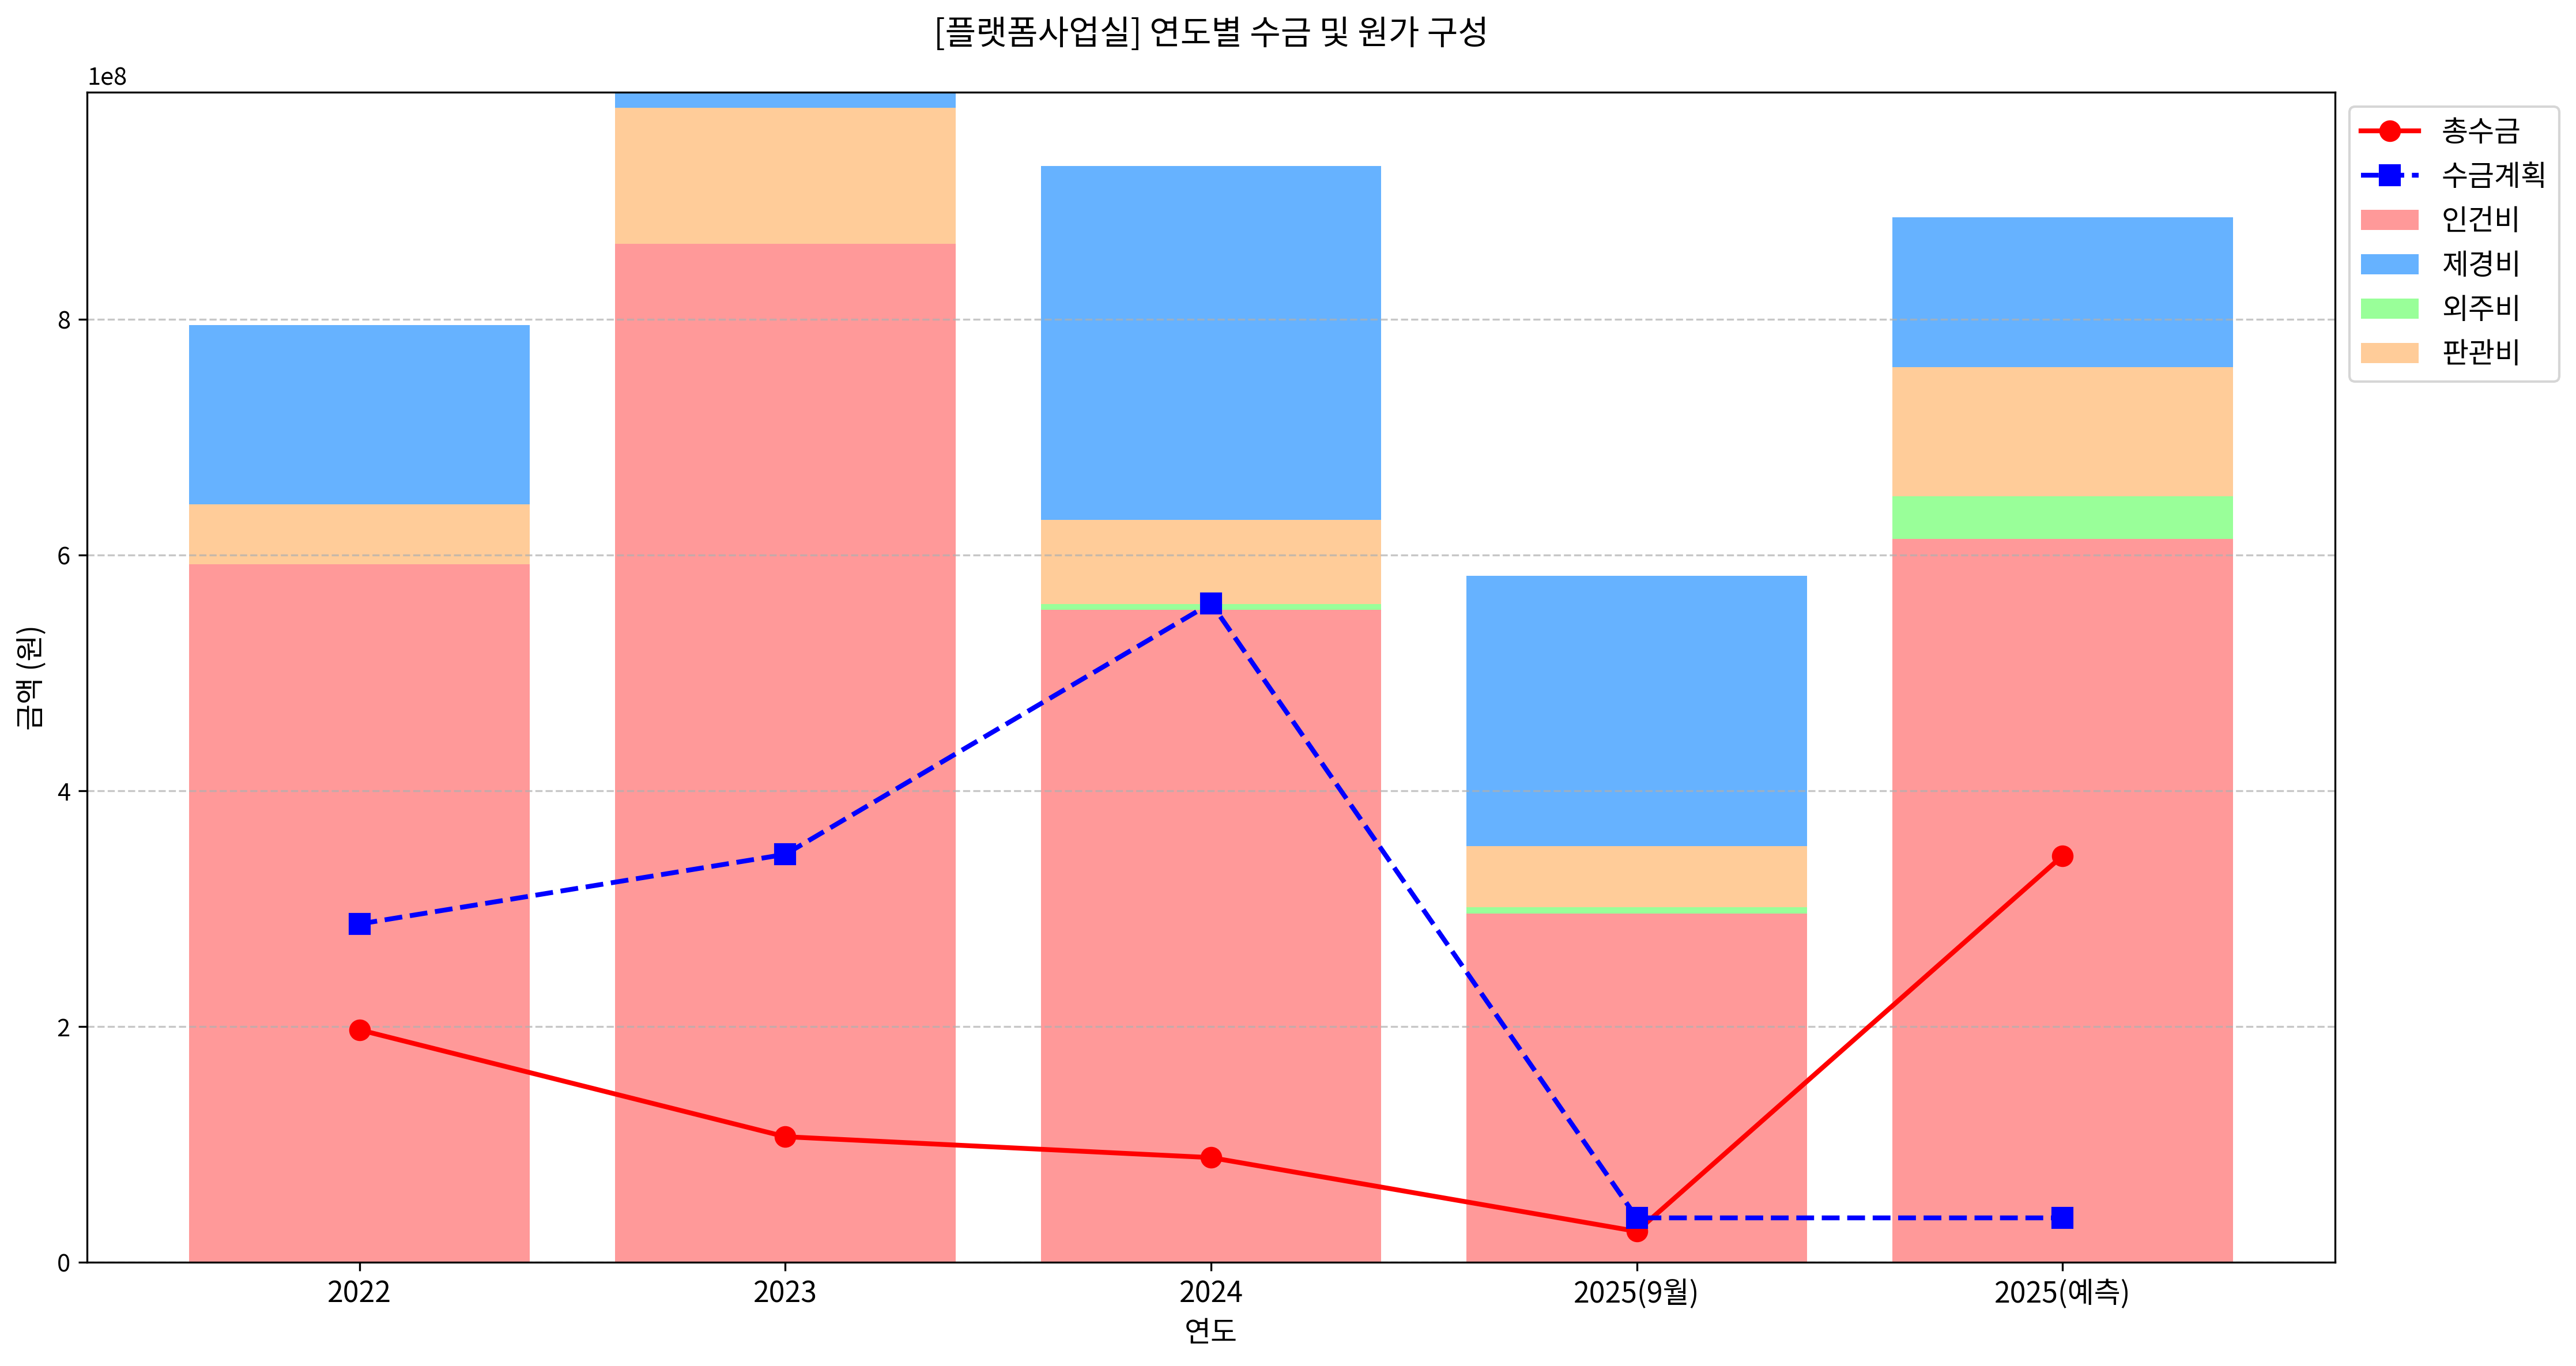 [플랫폼사업실] 연도별 수금 및 원가 구성
1e8
총수금
수금계획
인건비
제경비
외주비
판관비
8
6
4
2
0
금액 (원)
2022
2023
2024
2025(9월)
2025(예측)
연도